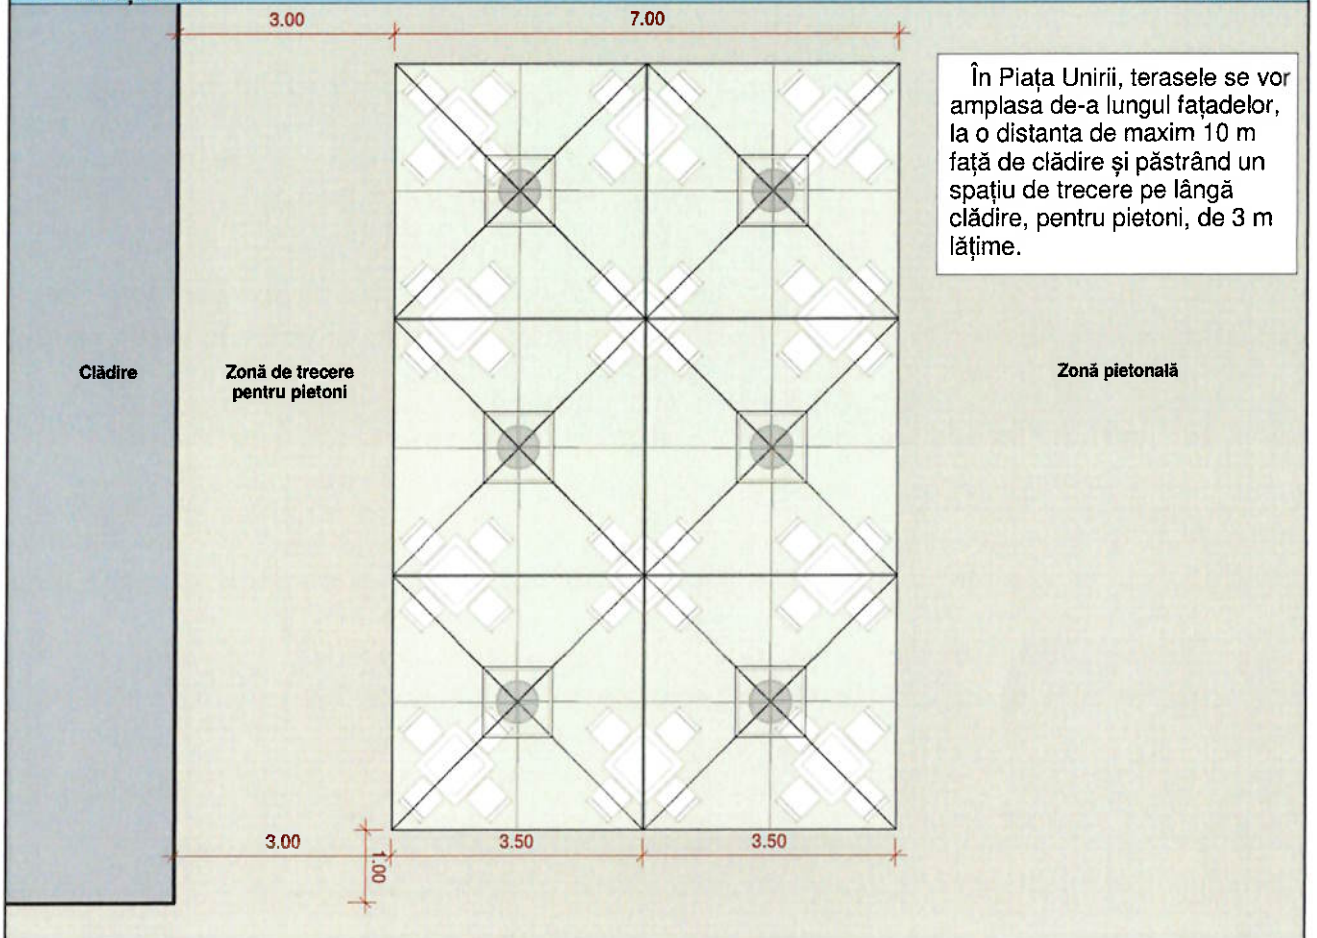 3.00
7.00
În Piața Unirii, terasele se vor
amplasa de-a lungul fațadelor,
la o distanta de maxim 10 m
față de clădire și păstrând un
spațiu de trecere pe lângă
clădire, pentru pietoni, de 3 m
lățime.
Clădire
Zonă de trecere
pentru pietoni
Zonă pietonală
3.00
1.00
3.50
3.50